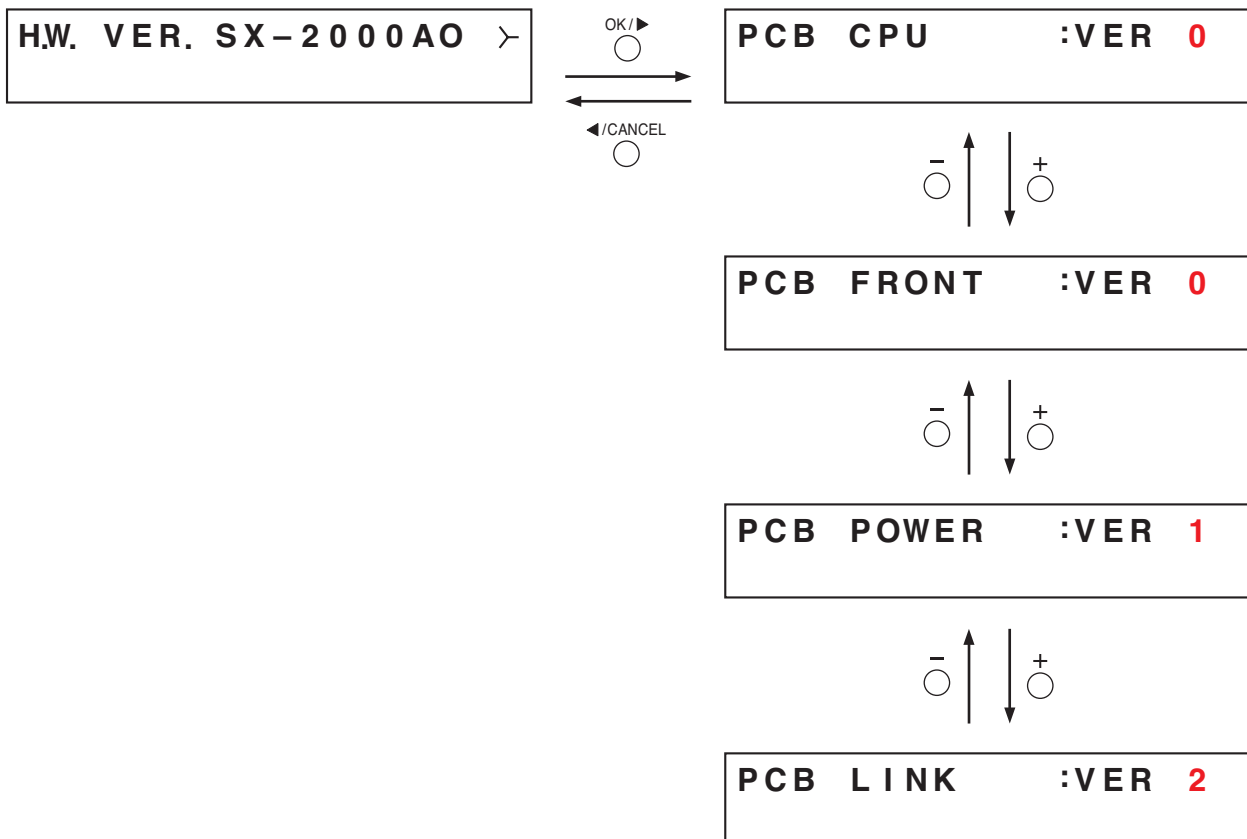 H.W. VER. SX-2000AO >-
OK/▶
◀/CANCEL
PCB CPU :VER 0
- +
PCB FRONT :VER 0
- +
PCB POWER :VER 1
- +
PCB LINK :VER 2